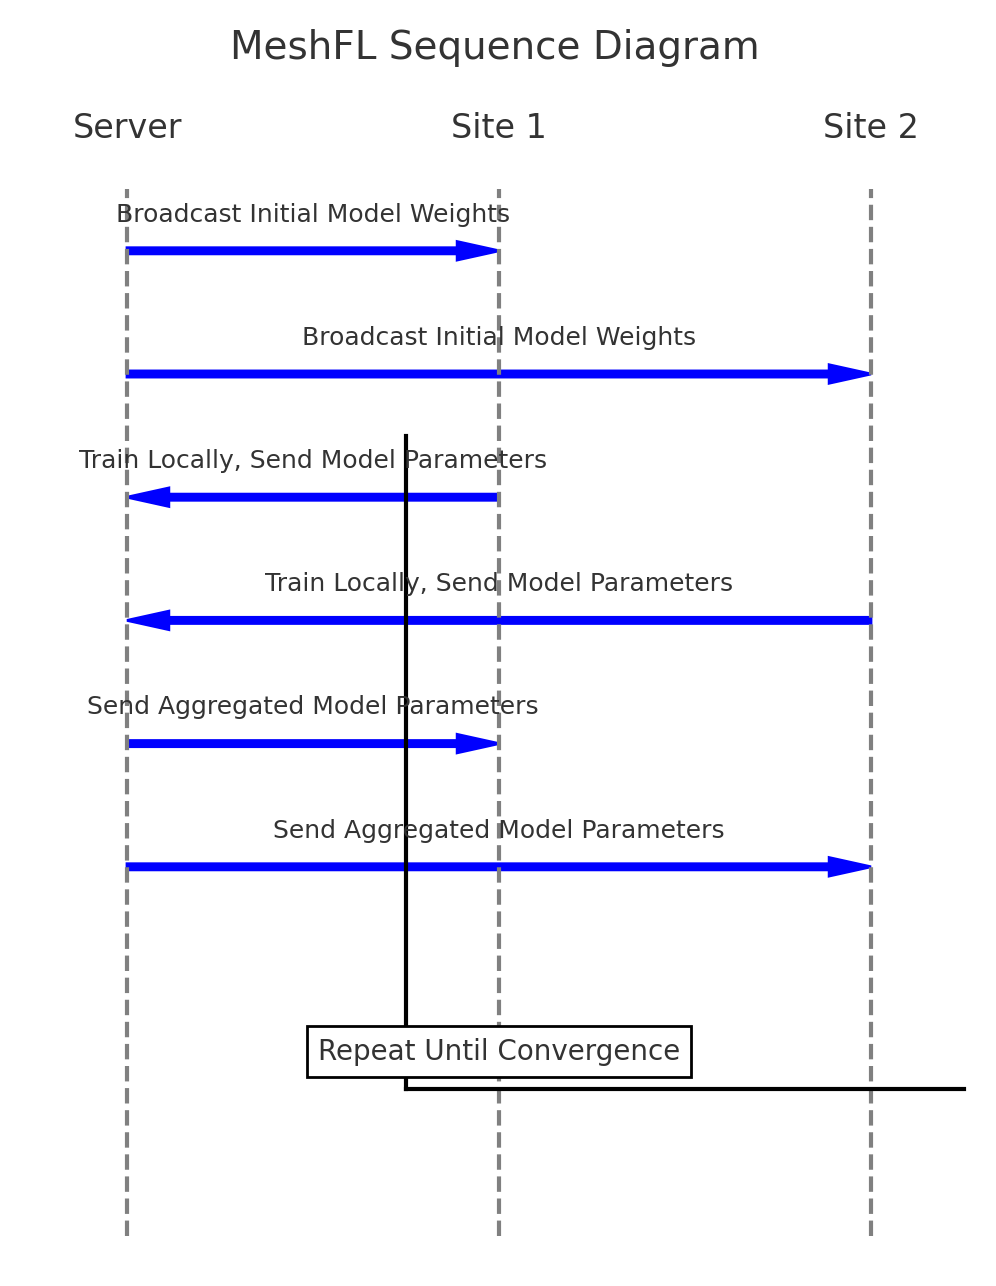 MeshFL Sequence Diagram
Server
Site 1
Site 2
Broadcast Initial Model Weights
Broadcast Initial Model Weights
Train Locally, Send Model Parameters
Train Locally, Send Model Parameters
Send Aggregated Model Parameters
Send Aggregated Model Parameters
Repeat Until Convergence